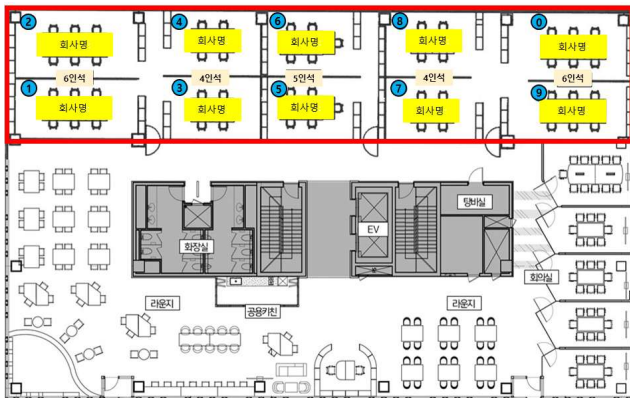 2 회사명
4 회사명
6 회사명
8 회사명
0 회사명
6인석
4인석
5인석
4인석
6인석
1 회사명
3 회사명
5 회사명
7 회사명
9 회사명
화장실
EV
탕비실
회의실
라운지
공용키친
라운지